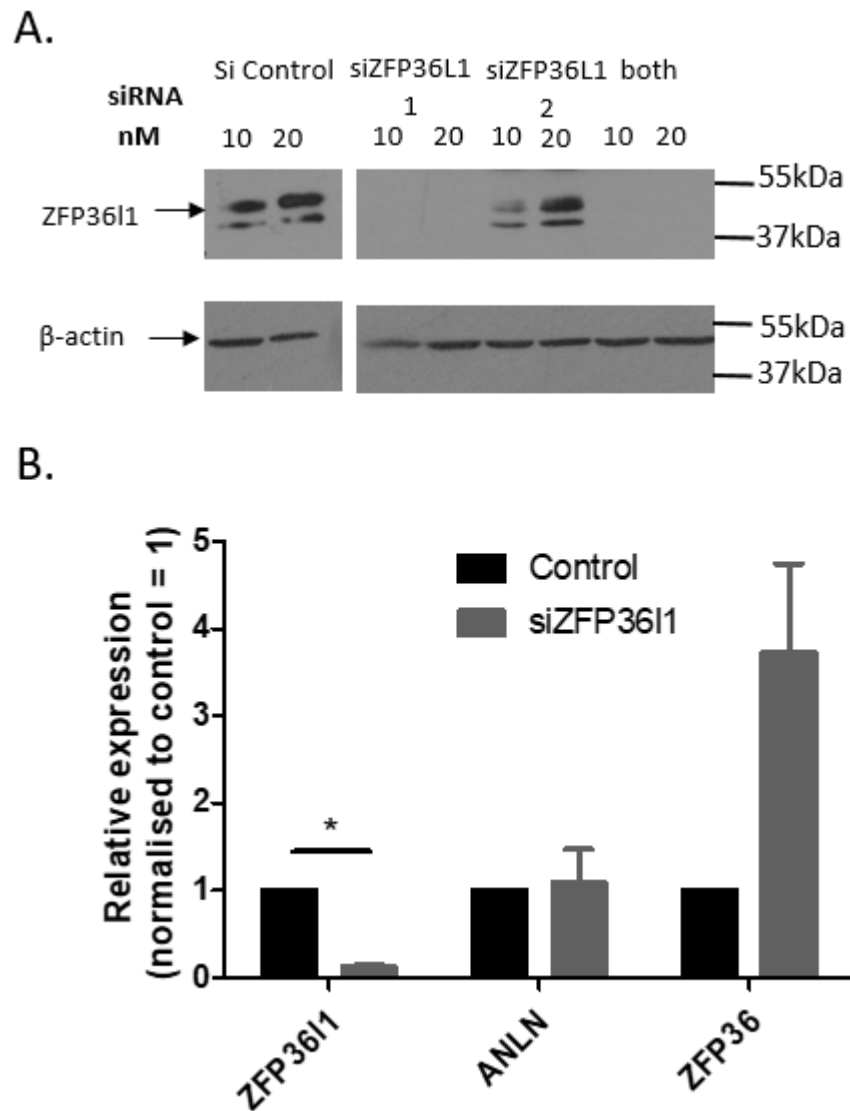 A.
Si Control siZFP36L1 siZFP36L1 both
siRNA 1 2
nM 10 20 10 20 10 20 10 20
ZFP36l1
55kDa
37kDa
β-actin
55kDa
37kDa
B.
Relative expression
(normalised to control = 1)
5
4
3
2
1
0
Control
siZFP36l1
*
ZFP36l1
ANLN
ZFP36